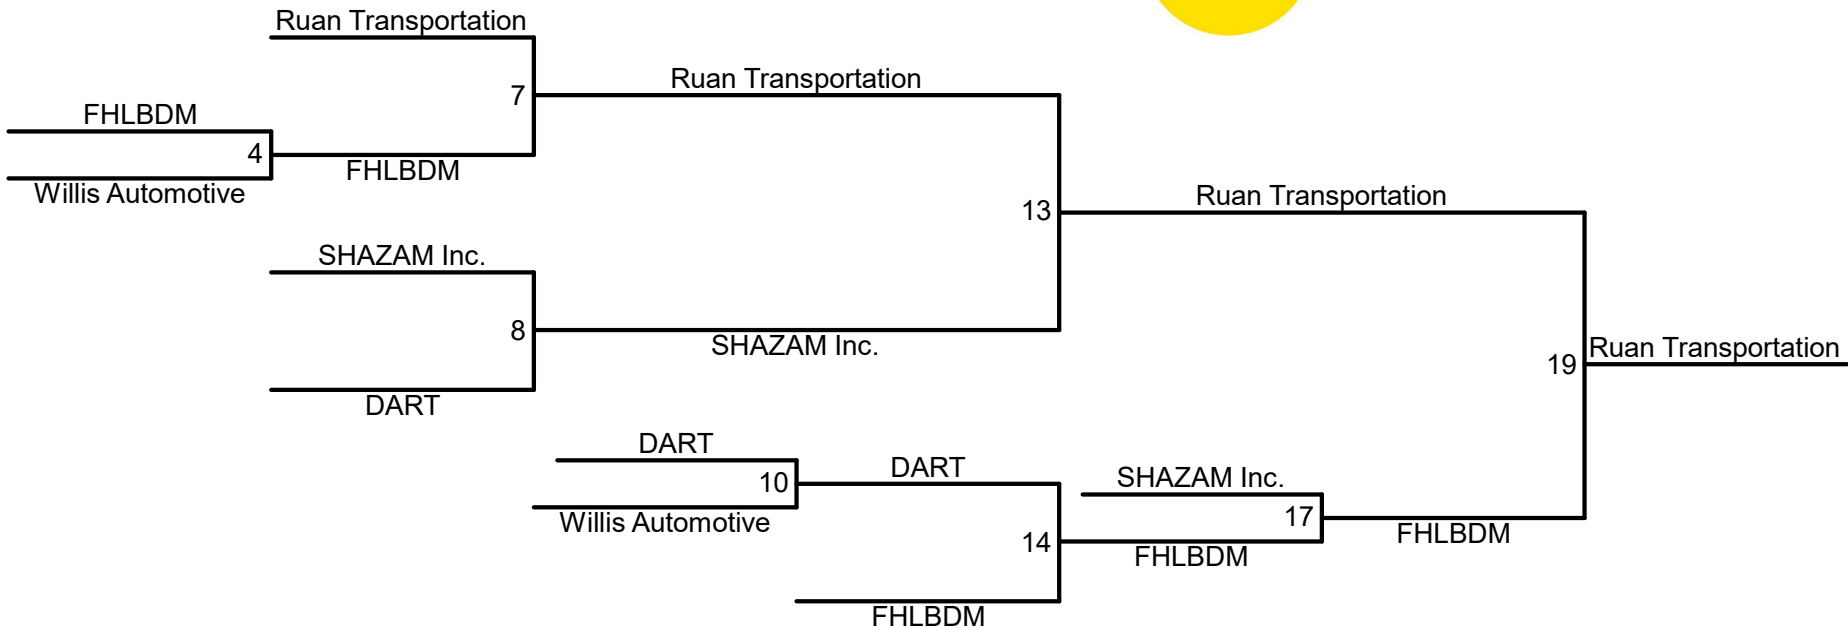 Ruan Transportation
7
Ruan Transportation
FHLBDM
4
FHLBDM
Willis Automotive
13
Ruan Transportation
SHAZAM Inc.
8
SHAZAM Inc.
DART
19
Ruan Transportation
DART
10
DART
Willis Automotive
SHAZAM Inc.
17
FHLBDM
14
FHLBDM
FHLBDM